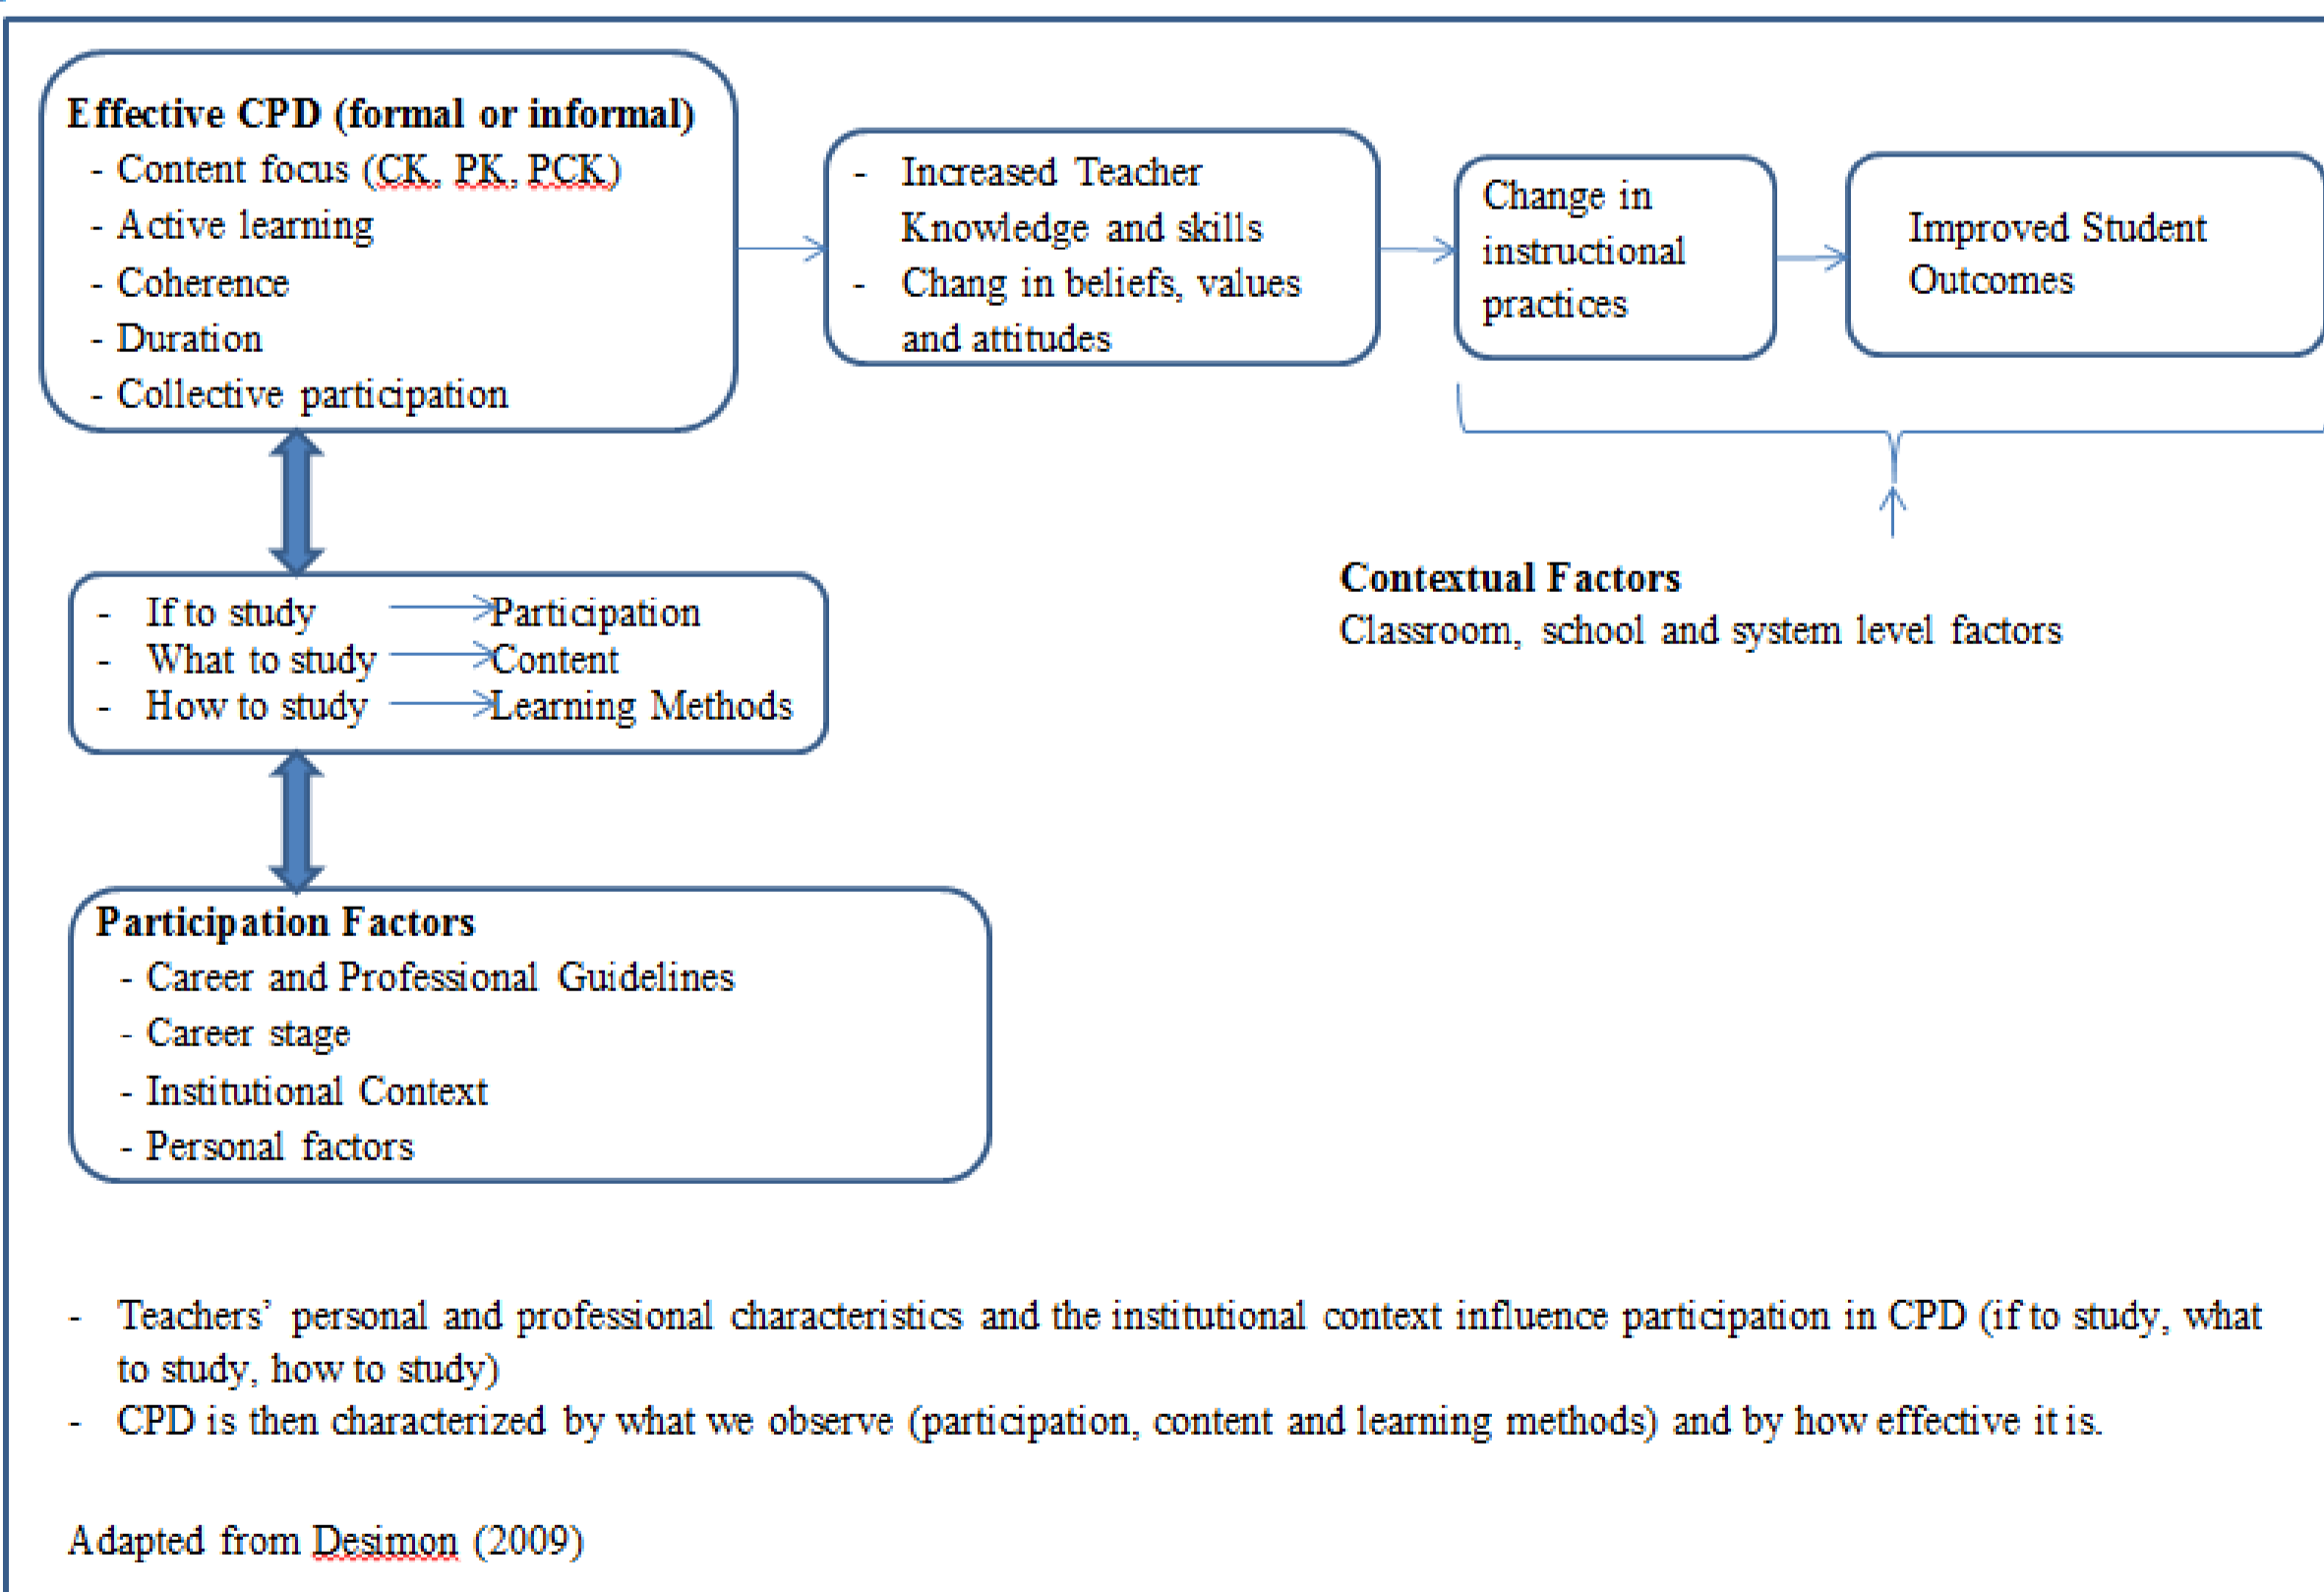 Effective CPD (formal or informal)
- Content focus (CK, PK, PCK)
- Active learning
- Coherence
- Duration
- Collective participation
- Increased Teacher
Knowledge and skills
- Chang in beliefs, values
and attitudes
Change in
instructional
practices
Improved Student
Outcomes
- If to study Participation
- What to study Content
- How to study Learning Methods
Contextual Factors
Classroom, school and system level factors
Participation Factors
- Career and Professional Guidelines
- Career stage
- Institutional Context
- Personal factors
- Teachers’ personal and professional characteristics and the institutional context influence participation in CPD (if to study, what
to study, how to study)
- CPD is then characterized by what we observe (participation, content and learning methods) and by how effective it is.
Adapted from Desimon (2009)